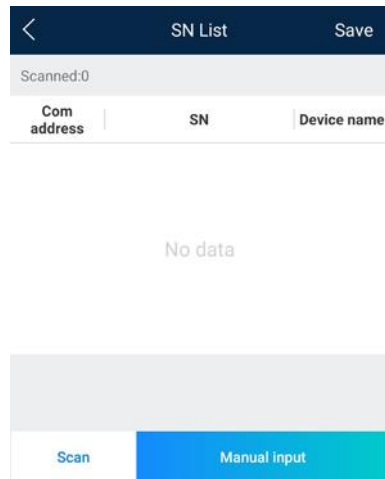 SN List
Save
Scanned:0
Com address
SN
Device name
No data
Scan
Manual input